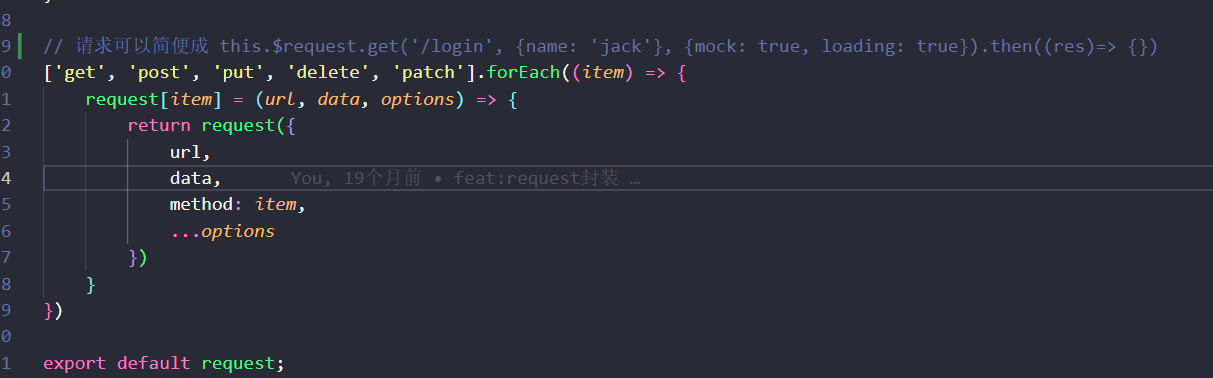 }
8
9 // 请求可以简便成 this.$request.get('/login', {name: 'jack'}, {mock: true, loading: true}).then((res)=> {})
0 ['get', 'post', 'put', 'delete', 'patch'].forEach((item) => {
1 request[item] = (url, data, options) => {
2 return request({
3 url,
4 data, You, 19个月前 • feat:request封装 …
5 method: item,
6 ...options
7 })
8 }
9 })
0
1 export default request;